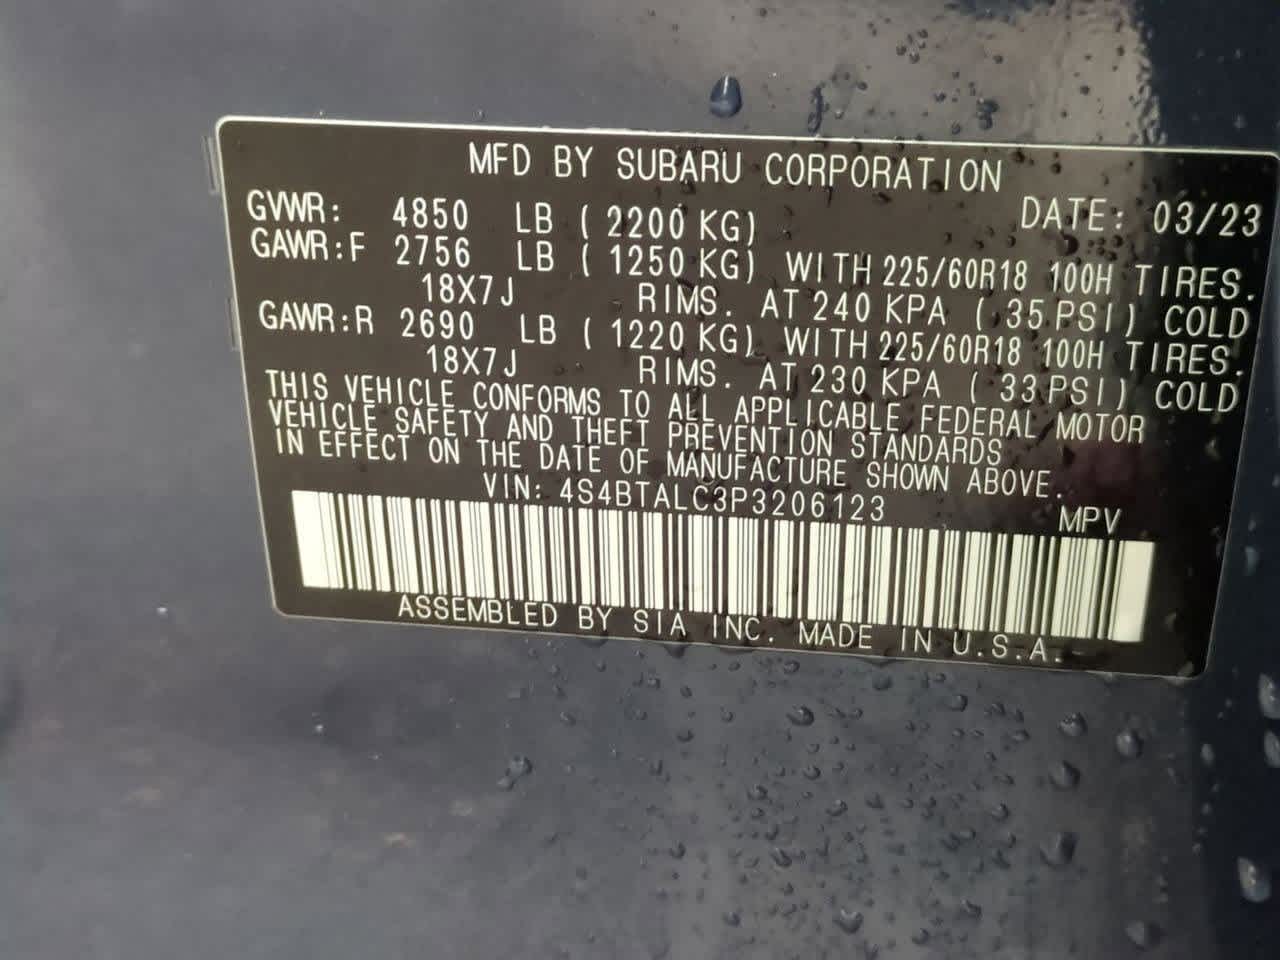 MFD BY SUBARU CORPORATION
GVWR: 4850 LB ( 2200 KG) DATE: 03/23
GAWR:F 2756 LB ( 1250 KG) WITH 225/60R18 100H TIRES.
18X7J RIMS. AT 240 KPA ( 35 PSI) COLD
GAWR:R 2690 LB ( 1220 KG) WITH 225/60R18 100H TIRES.
18X7J RIMS. AT 230 KPA ( 33 PSI) COLD
THIS VEHICLE CONFORMS TO ALL APPLICABLE FEDERAL MOTOR
VEHICLE SAFETY AND THEFT PREVENTION STANDARDS
IN EFFECT ON THE DATE OF MANUFACTURE SHOWN ABOVE.
VIN: 4S4BTALC3P3206123 MPV
ASSEMBLED BY SIA INC. MADE IN U.S.A.